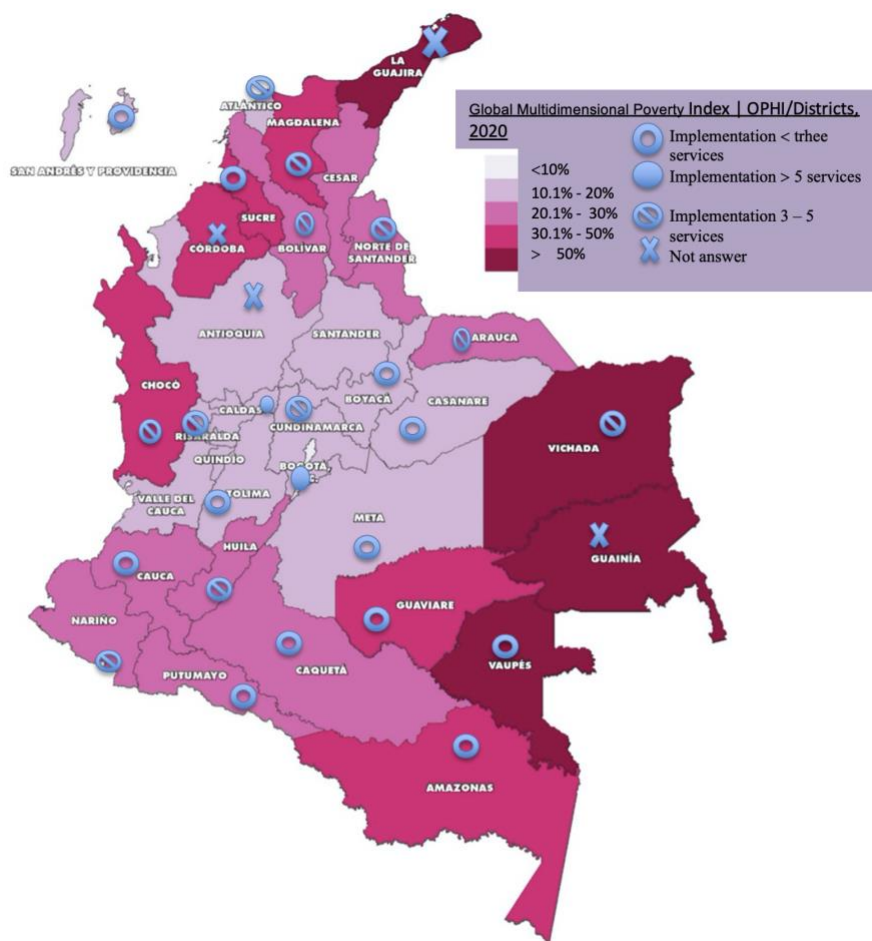 LA
GUAJIRA
ATLÁNTICO
MAGDALENA
SAN ANDRÉS Y PROVIDENCIA
CESAR
SUCRE
CÓRDOBA
BOLÍVAR
NORTE DE
SANTANDER
Global Multidimensional Poverty Index | OPHI/Districts,
2020
<10%
10.1% - 20%
20.1% - 30%
30.1% - 50%
> 50%
Implementation < trhee
services
Implementation > 5 services
Implementation 3 – 5
services
Not answer
ANTIOQUIA
SANTANDER
ARAUCA
CHOCÓ
BOYACÁ
CASANARE
CALDAS
CUNDINAMARCA
RISARALDA
VICHADA
QUINDÍO
BOGOTÁ,
VALLE DEL
CAUCA
TOLIMA
META
HUILA
GUAINÍA
CAUCA
GUAVIARE
NARIÑO
VAUPÉS
PUTUMAYO
CAQUETÁ
AMAZONAS